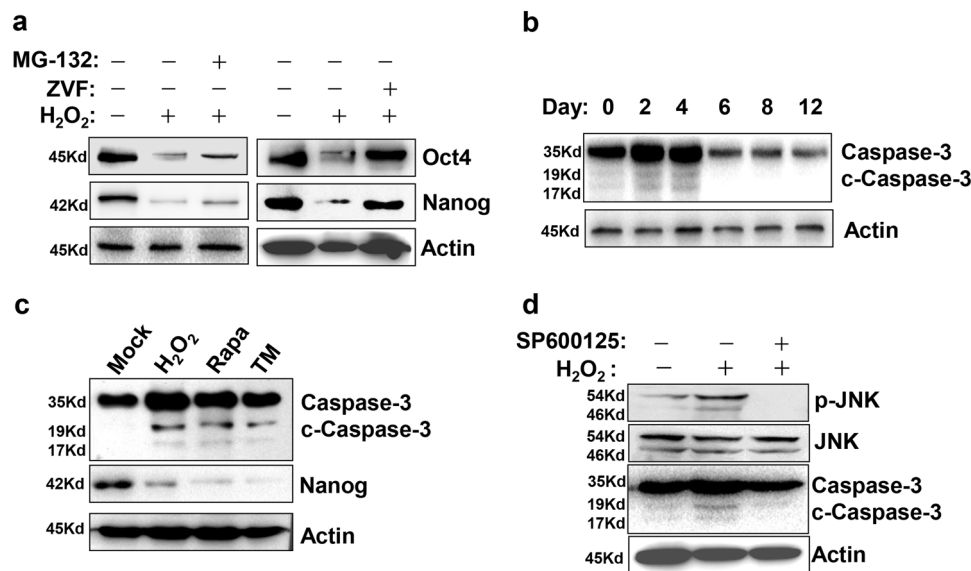 a
MG-132: − − + − − −
ZVF: − − − − − +
H₂O₂: − + + − + +
45Kd Oct4
42Kd Nanog
45Kd Actin
b
Day: 0 2 4 6 8 12
35Kd Caspase-3
19Kd c-Caspase-3
17Kd
45Kd Actin
c
Mock H₂O₂ Rapa TM
35Kd Caspase-3
19Kd c-Caspase-3
17Kd
42Kd Nanog
45Kd Actin
d
SP600125: − − +
H₂O₂ : − + +
54Kd p-JNK
46Kd
54Kd JNK
46Kd
35Kd Caspase-3
19Kd c-Caspase-3
17Kd
45Kd Actin